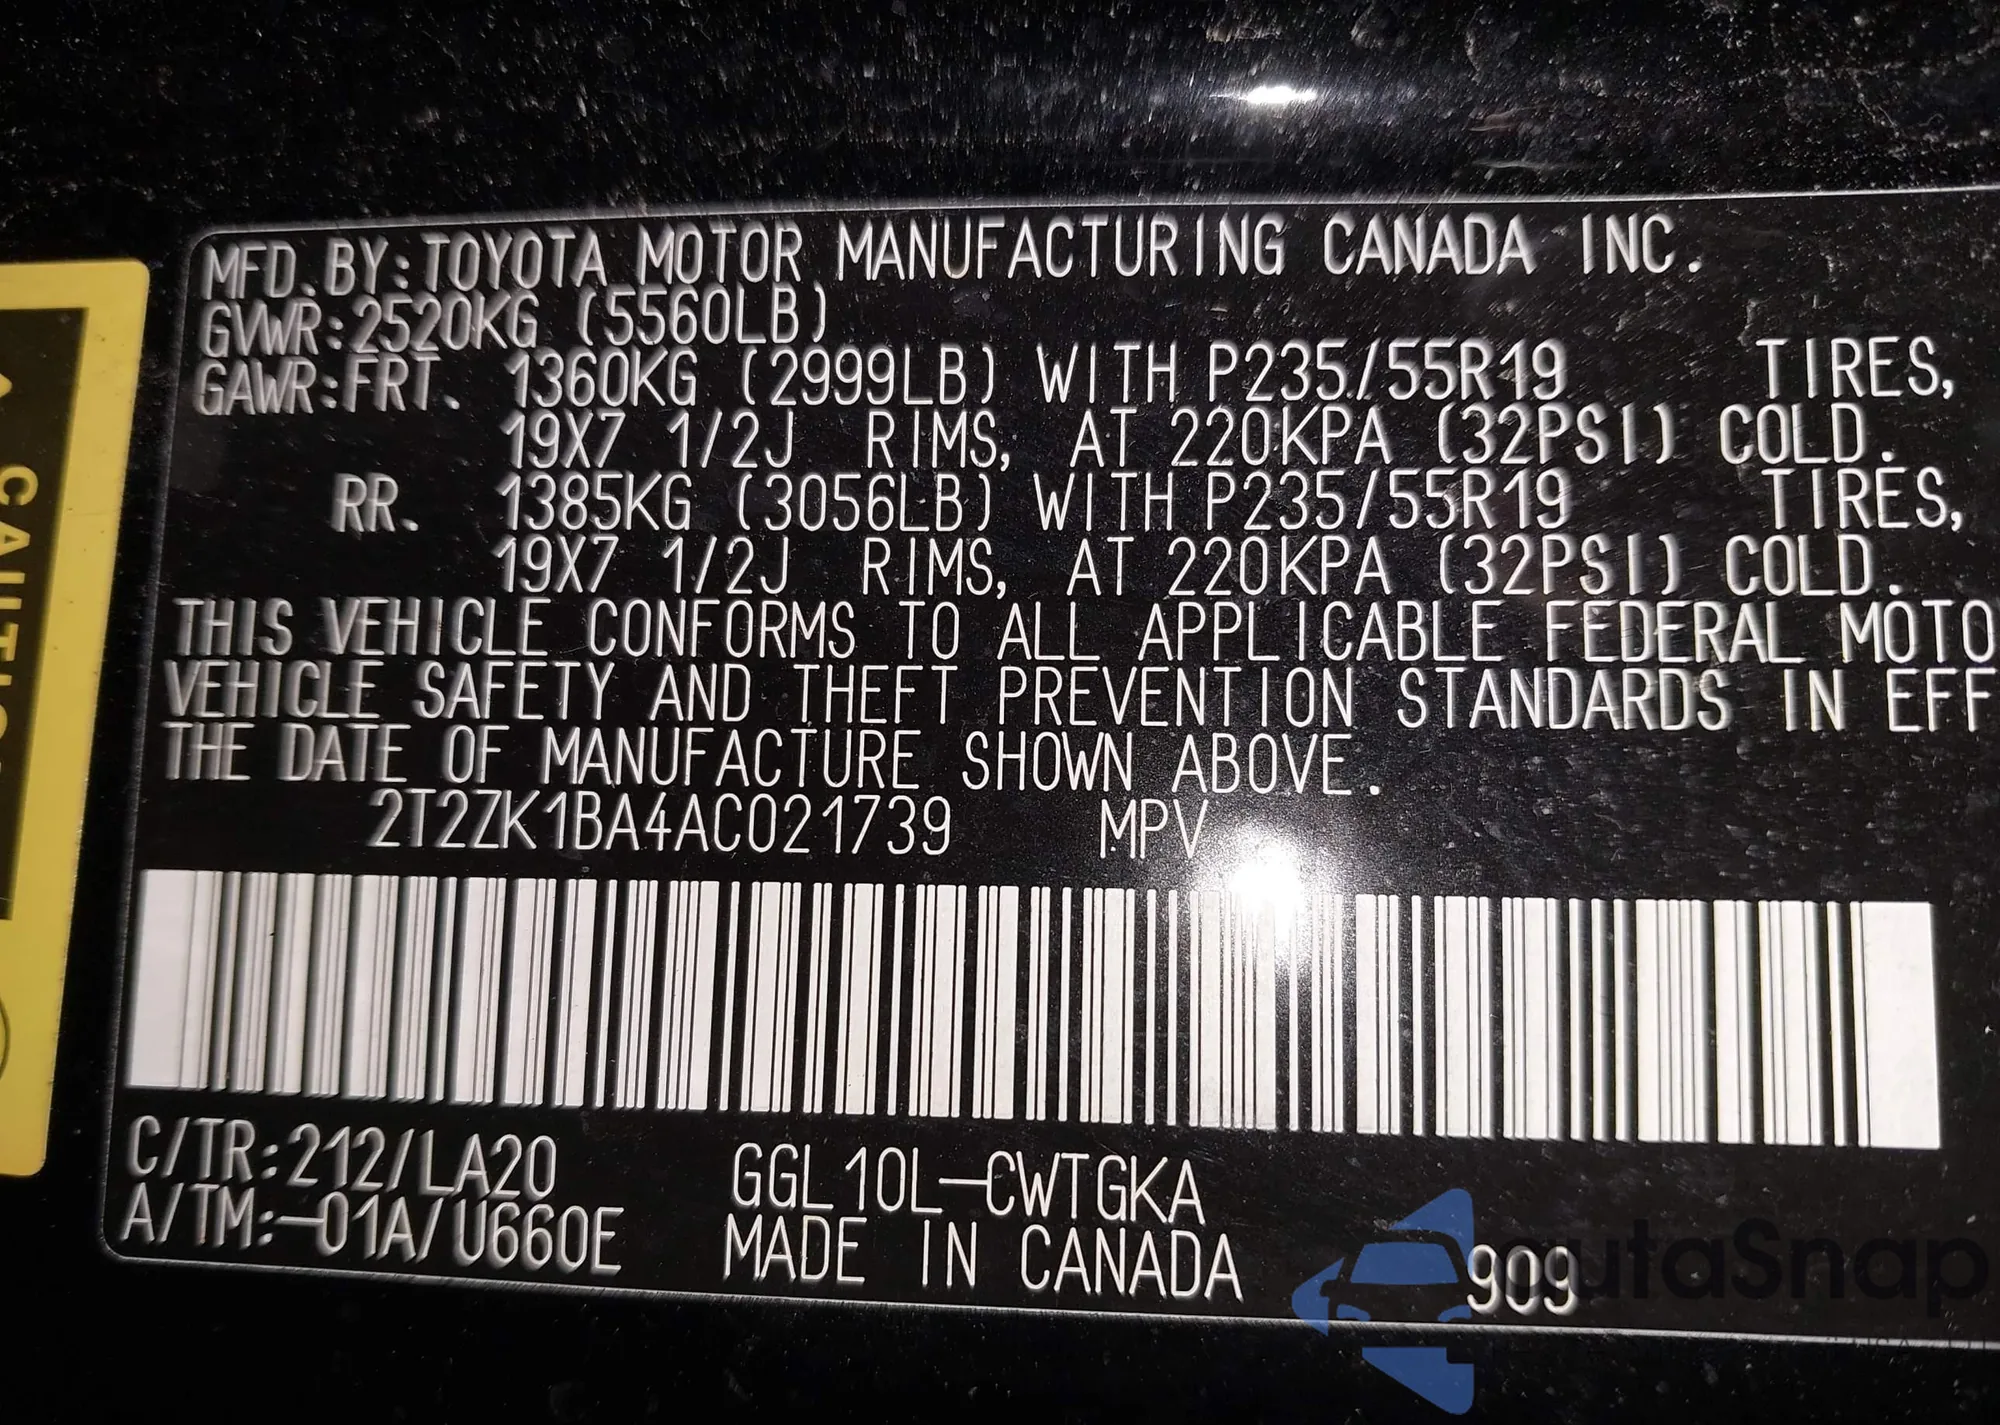 MFD. BY: TOYOTA MOTOR MANUFACTURING CANADA INC.
GVWR: 2520KG (5560LB)
GAWR: FRT. 1360KG (2999LB) WITH P235/55R19 TIRES,
19X7 1/2J RIMS, AT 220KPA (32PSI) COLD.
RR. 1385KG (3056LB) WITH P235/55R19 TIRES,
19X7 1/2J RIMS, AT 220KPA (32PSI) COLD.
THIS VEHICLE CONFORMS TO ALL APPLICABLE FEDERAL MOTO
VEHICLE SAFETY AND THEFT PREVENTION STANDARDS IN EFF
THE DATE OF MANUFACTURE SHOWN ABOVE.
2T2ZK1BA4AC021739 MPV
C/TR: 212/LA20 GGL10L-CWTGKA
A/TM:-01A/U660E MADE IN CANADA 909
autaSnap